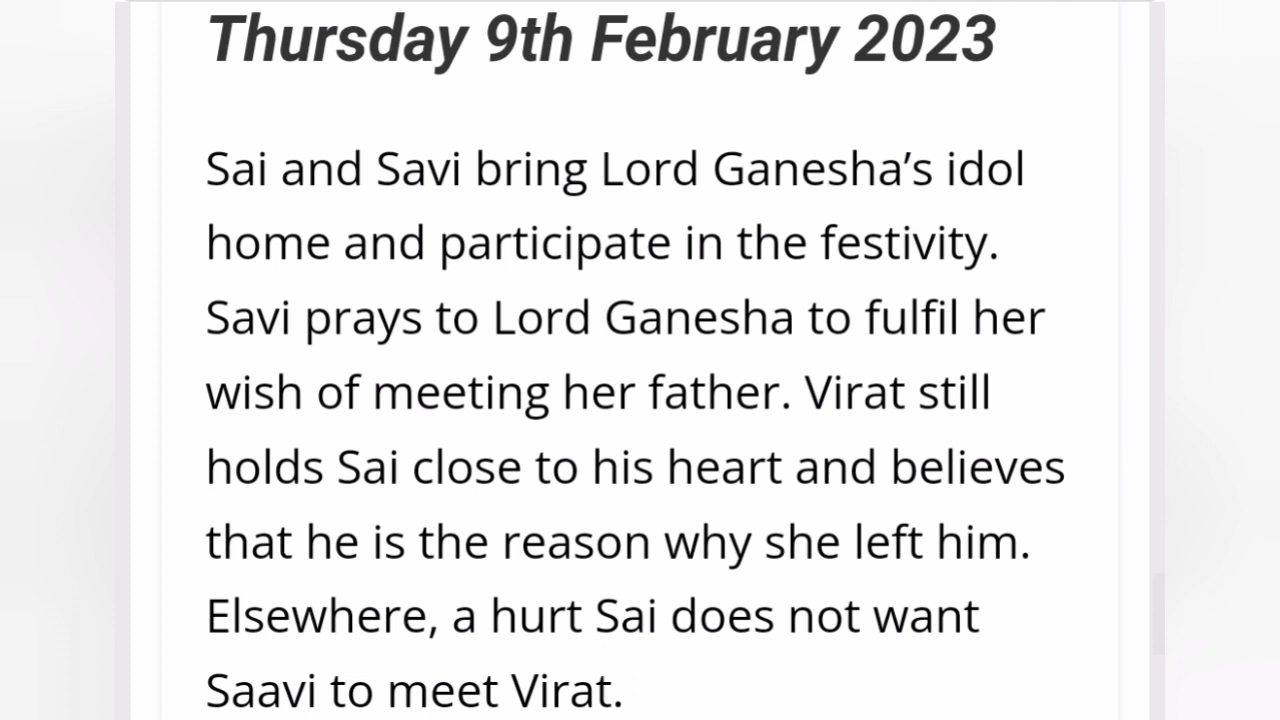 Thursday 9th February 2023
Sai and Savi bring Lord Ganesha’s idol
home and participate in the festivity.
Savi prays to Lord Ganesha to fulfil her
wish of meeting her father. Virat still
holds Sai close to his heart and believes
that he is the reason why she left him.
Elsewhere, a hurt Sai does not want
Saavi to meet Virat.